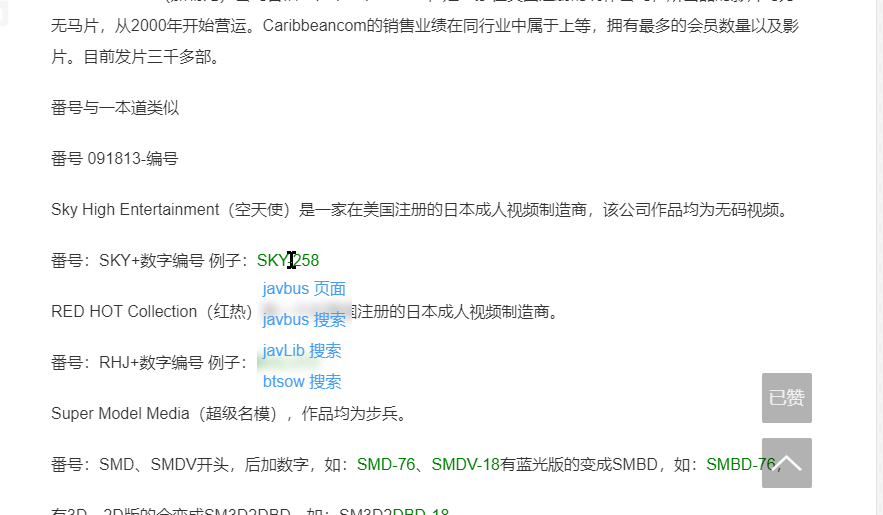 无马片，从2000年开始营运。Caribbeancom的销售业绩在同行业中属于上等，拥有最多的会员数量以及影
片。目前发片三千多部。
番号与一本道类似
番号 091813-编号
Sky High Entertainment（空天使）是一家在美国注册的日本成人视频制造商，该公司作品均为无码视频。
番号：SKY+数字编号 例子：SKY-258
javbus 页面
RED HOT Collection（红热）国注册的日本成人视频制造商。
javbus 搜索
javLib 搜索
番号：RHJ+数字编号 例子：
btsow 搜索
已赞
Super Model Media（超级名模），作品均为步兵。
番号：SMD、SMDV开头，后加数字，如：SMD-76、SMDV-18有蓝光版的变成SMBD，如：SMBD-76，
有3D、2D版的会变成SM3D2DBD，如：SM3D2DBD-18